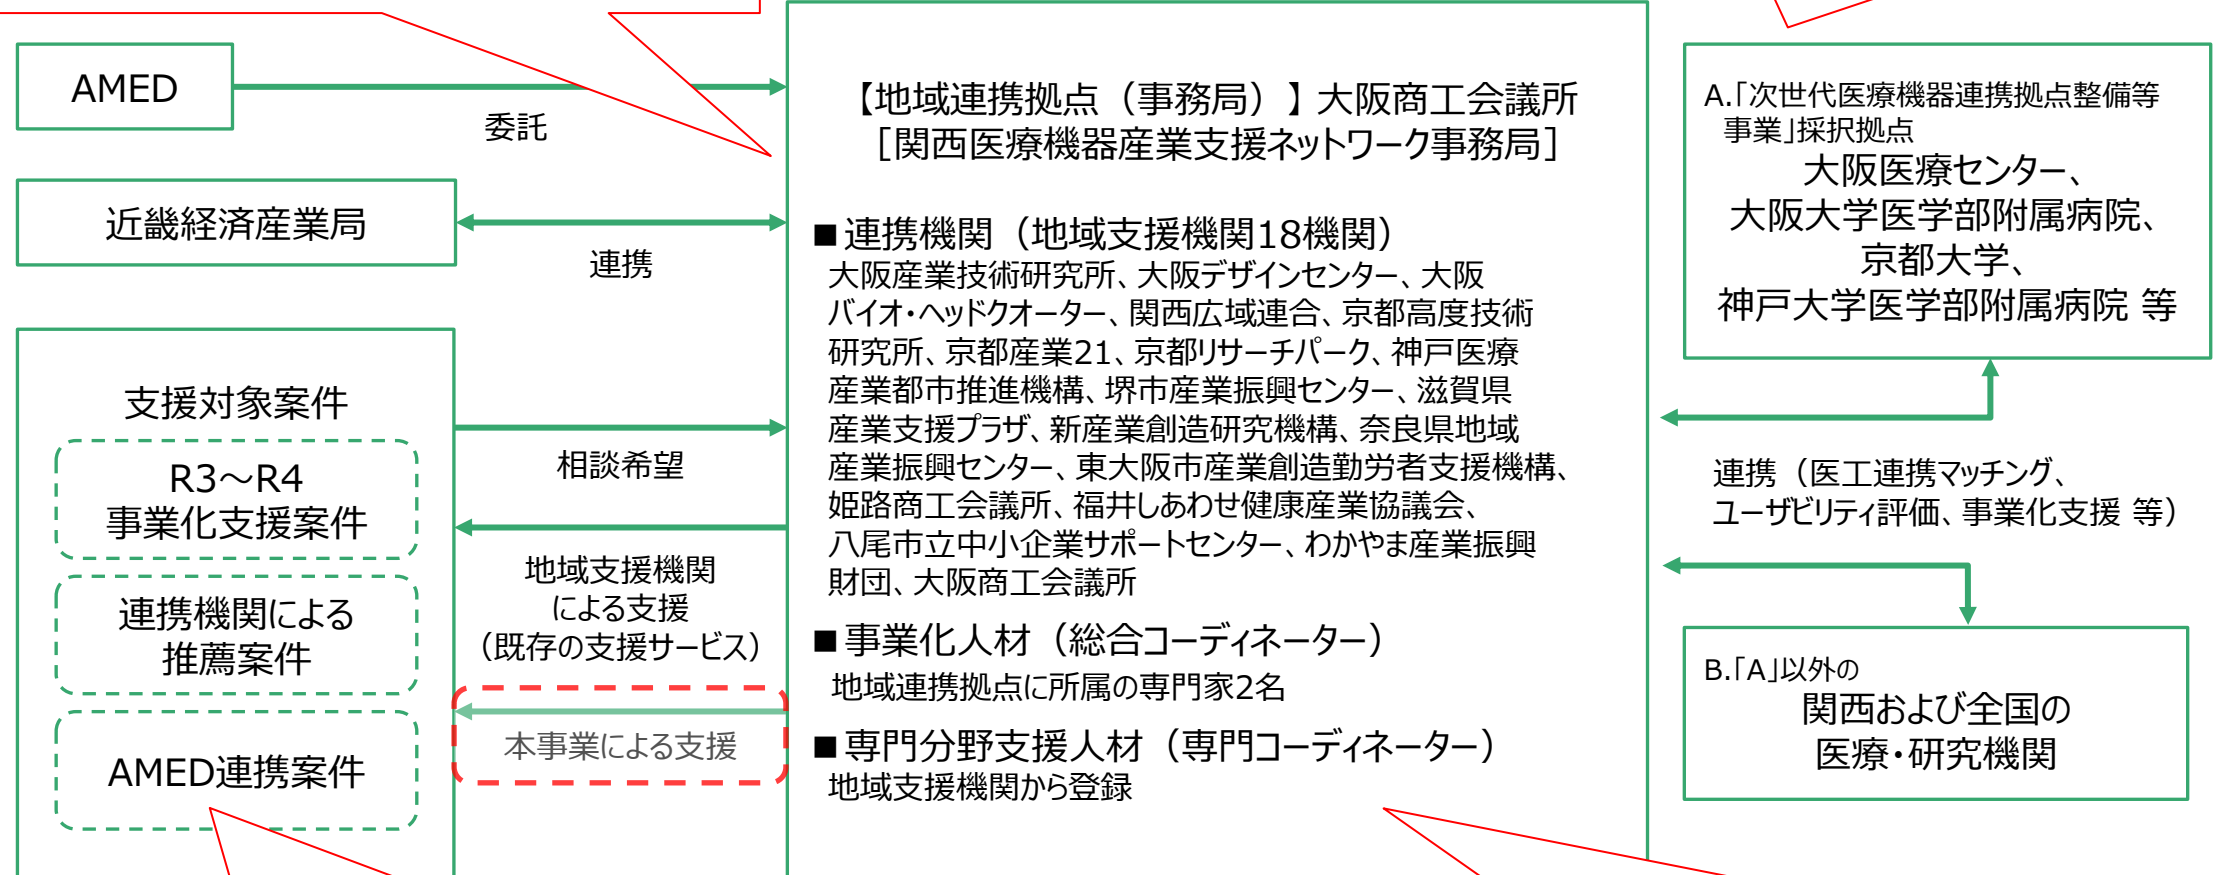 AMED
委託
近畿経済産業局
連携
支援対象案件
R3～R4
事業化支援案件
連携機関による
推薦案件
AMED連携案件
相談希望
地域支援機関
による支援
（既存の支援サービス）
本事業による支援
【地域連携拠点（事務局）】大阪商工会議所
［関西医療機器産業支援ネットワーク事務局］
■連携機関（地域支援機関18機関）
大阪産業技術研究所、大阪デザインセンター、大阪
バイオ・ヘッドクオーター、関西広域連合、京都高度技術
研究所、京都産業21、京都リサーチパーク、神戸医療
産業都市推進機構、堺市産業振興センター、滋賀県
産業支援プラザ、新産業創造研究機構、奈良県地域
産業振興センター、東大阪市産業創造勤労者支援機構、
姫路商工会議所、福井しあわせ健康産業協議会、
八尾市立中小企業サポートセンター、わかやま産業振興
財団、大阪商工会議所
■事業化人材（総合コーディネーター）
地域連携拠点に所属の専門家2名
■専門分野支援人材（専門コーディネーター）
地域支援機関から登録
A.「次世代医療機器連携拠点整備等
事業」採択拠点
大阪医療センター、
大阪大学医学部附属病院、
京都大学、
神戸大学医学部附属病院 等
連携（医工連携マッチング、
ユーザビリティ評価、事業化支援 等）
B.「A」以外の
関西および全国の
医療・研究機関